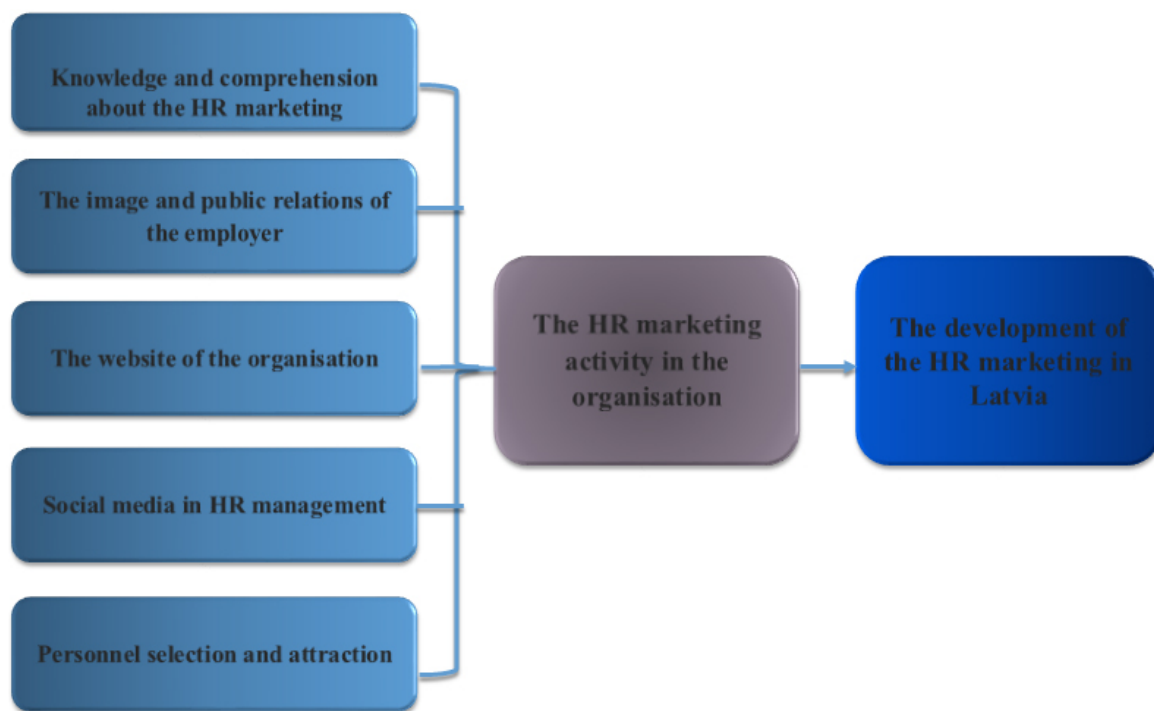 Knowledge and comprehension
about the HR marketing
The image and public relations of
the employer
The website of the organisation
Social media in HR management
Personnel selection and attraction
The HR marketing
activity in the
organisation
The development of
the HR marketing in
Latvia